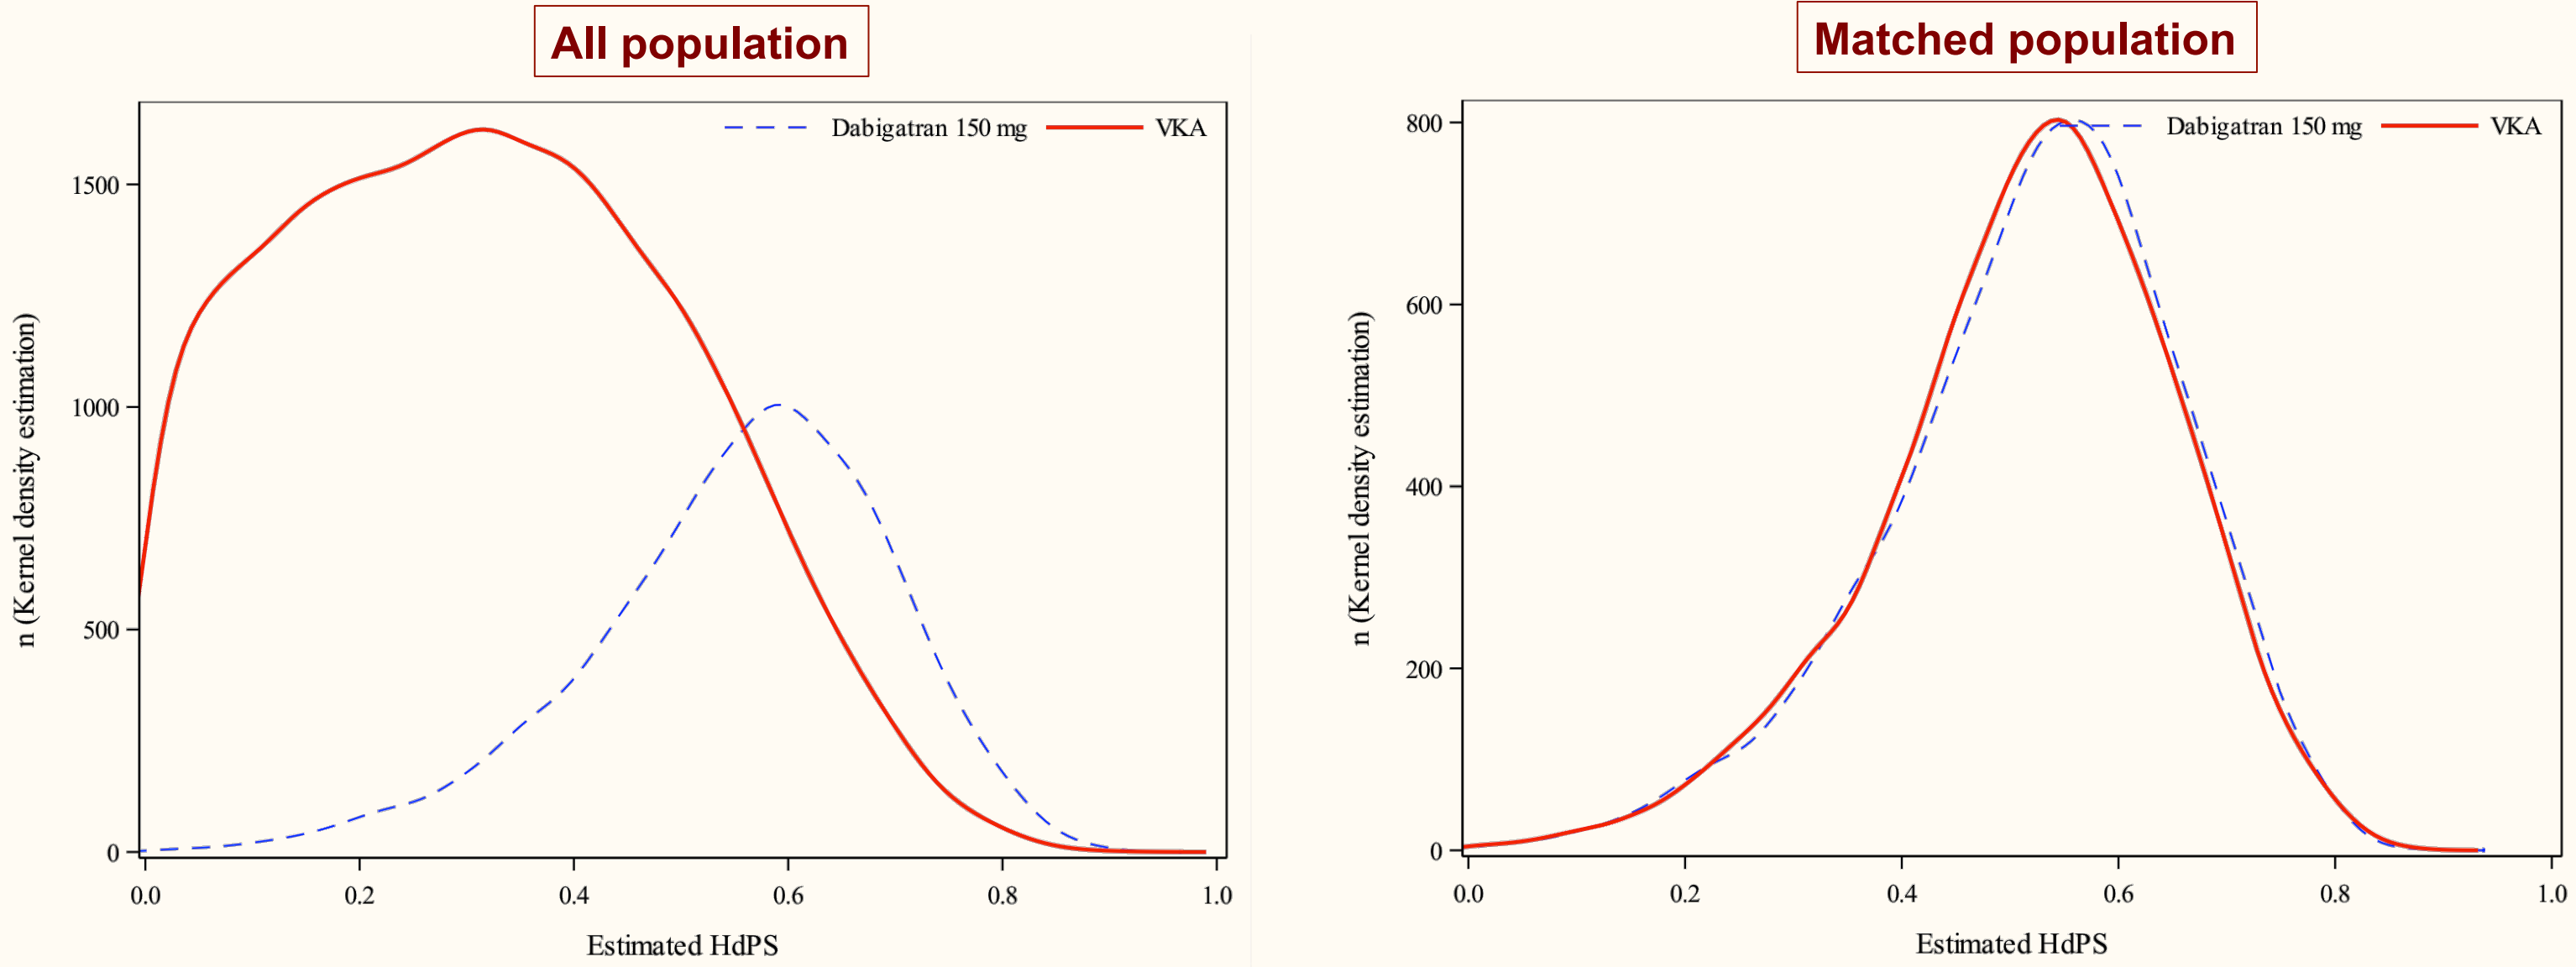 All population
Dabigatran 150 mg VKA
n (Kernel density estimation)
1500
1000
500
0
0.0 0.2 0.4 0.6 0.8 1.0
Estimated HdPS
Matched population
Dabigatran 150 mg VKA
n (Kernel density estimation)
800
600
400
200
0
0.0 0.2 0.4 0.6 0.8 1.0
Estimated HdPS